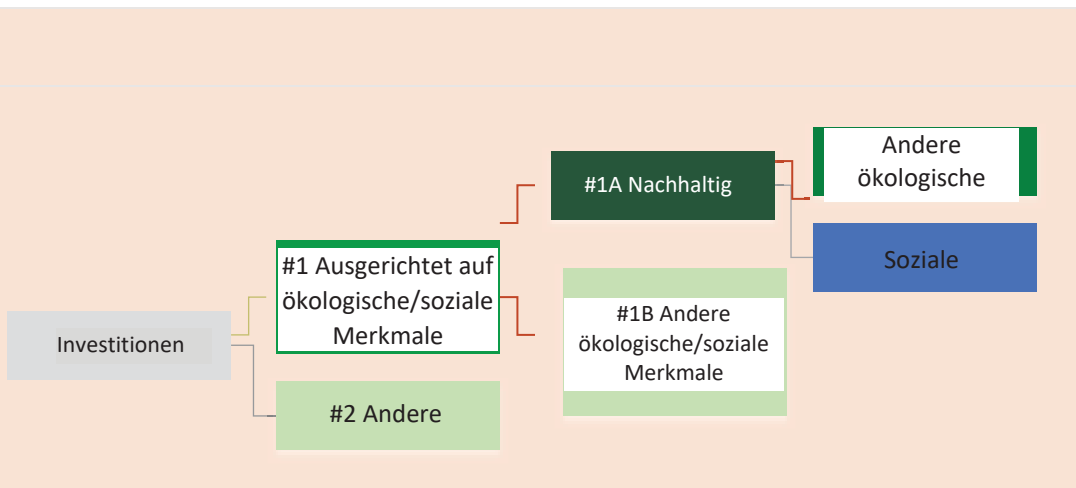 Investitionen
#1 Ausgerichtet auf
ökologische/soziale
Merkmale
#2 Andere
#1A Nachhaltig
#1B Andere
ökologische/soziale
Merkmale
Andere
ökologische
Soziale